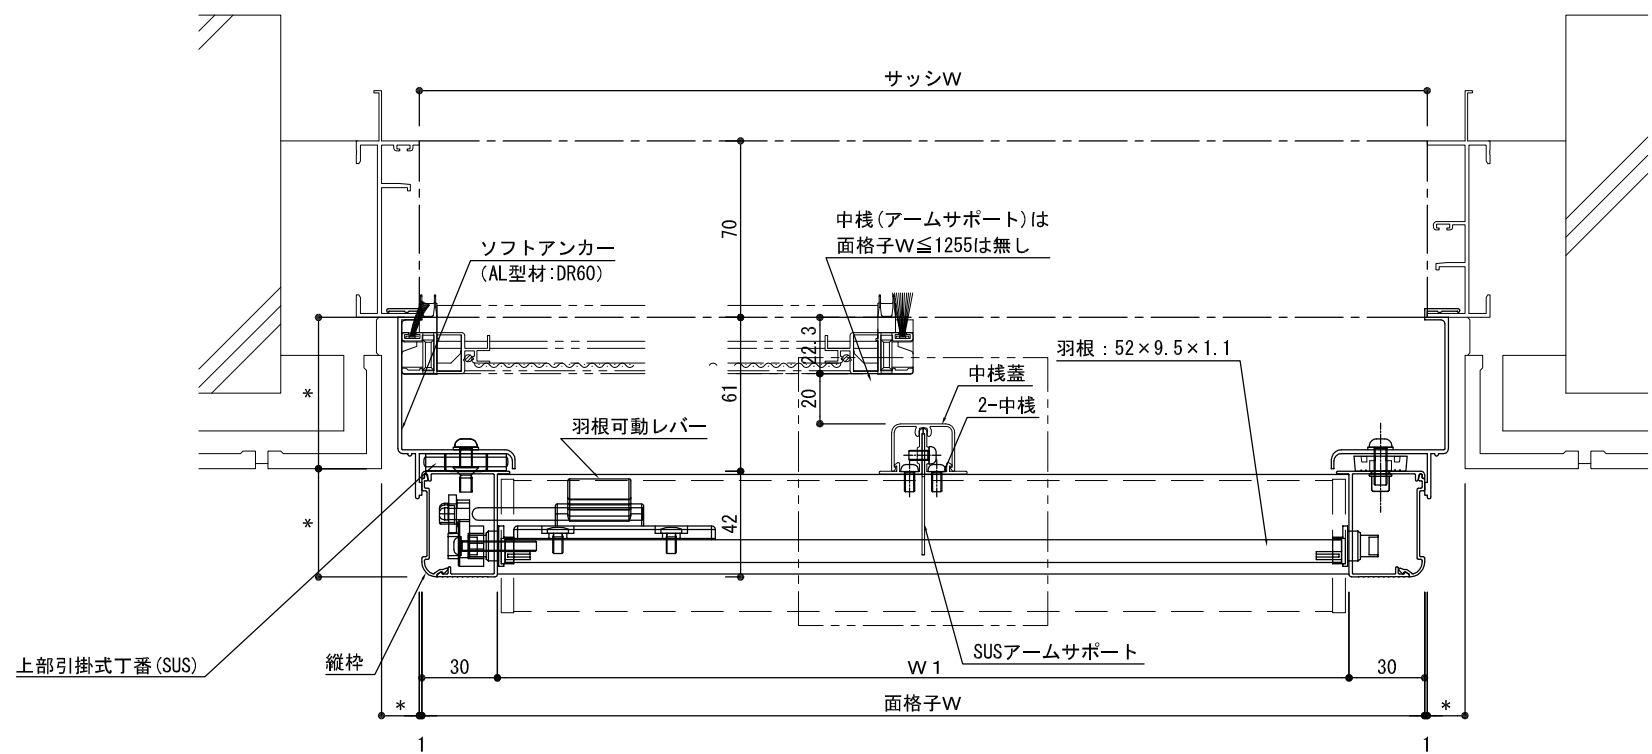 サッシW
70
中桟(アームサポート)は
面格子W≦1255は無し
ソフトアンカー
(AL型材:DR60)
22.3
羽根:52×9.5×1.1
*
61
20
中桟蓋
2-中桟
羽根可動レバー
*
42
上部引掛式丁番(SUS)
縦枠
30
W1
SUSアームサポート
30
*
面格子W
*
1
1